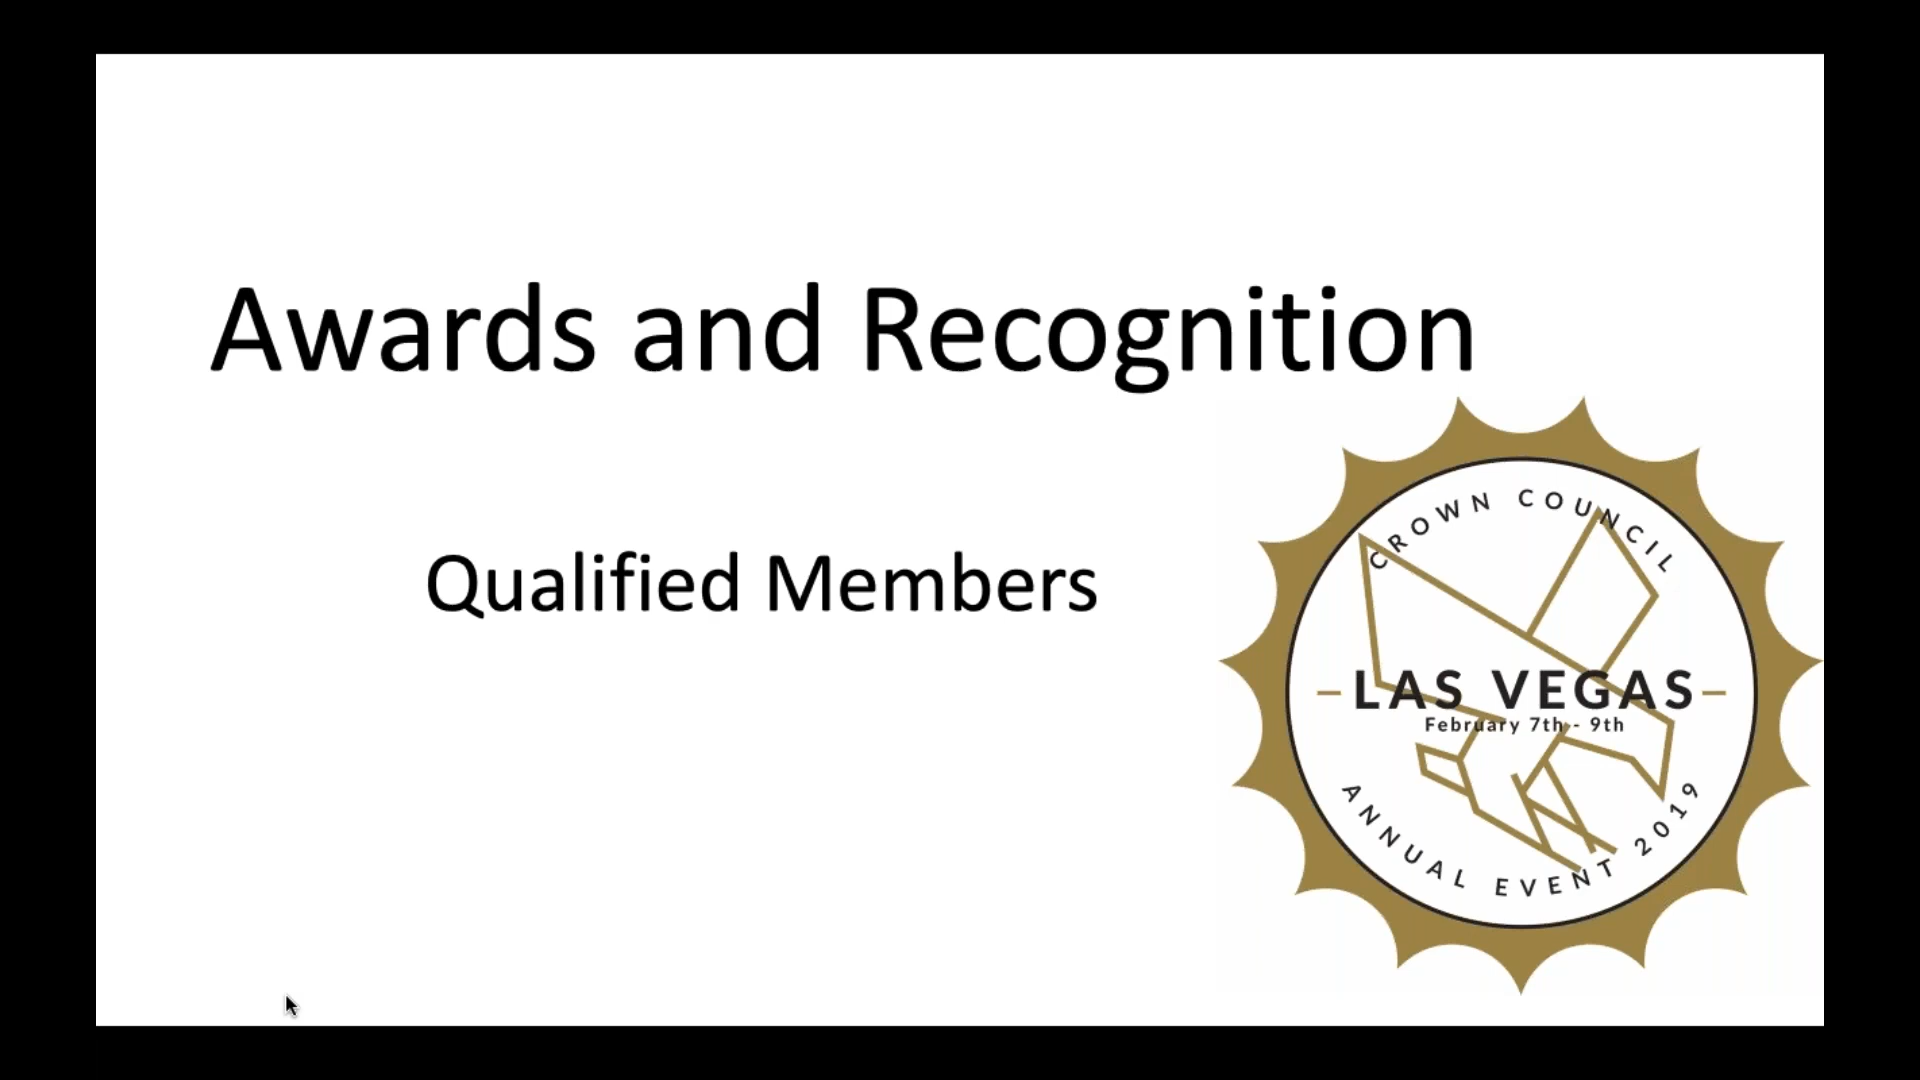 Awards and Recognition
Qualified Members
CROWN COUNCIL
LAS VEGAS
February 7th - 9th
ANNUAL EVENT 2019